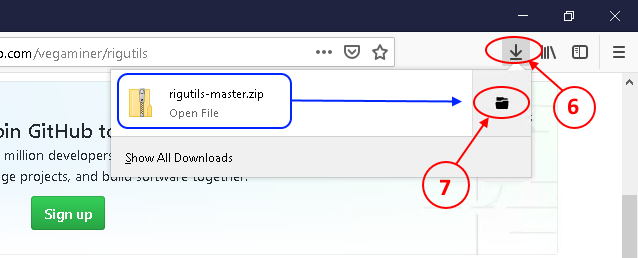 o.com/vegaminer/rigutils
rigutils-master.zip
Open File
6
Show All Downloads
7
oin GitHub to
million developers
ge projects, and build software together.
Sign up